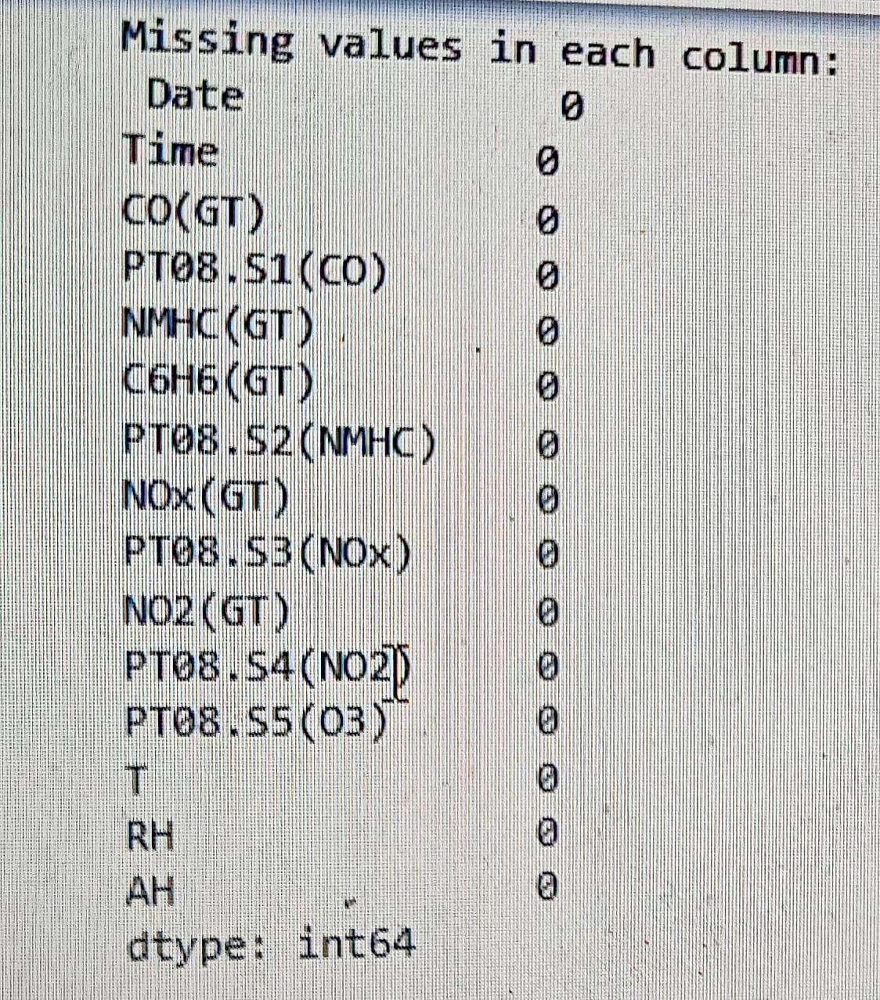 Missing values in each column:
Date 0
Time 0
CO(GT) 0
PT08.S1(CO) 0
NMHC(GT) 0
C6H6(GT) 0
PT08.S2(NMHC) 0
NOx(GT) 0
PT08.S3(NOx) 0
NO2(GT) 0
PT08.S4(NO2) 0
PT08.S5(O3) 0
T 0
RH 0
AH 0
dtype: int64